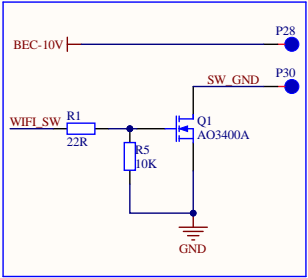 P28
BEC-10V
P30
SW_GND
WIFI_SW
R1
22R
Q1
AO3400A
R5
10K
GND